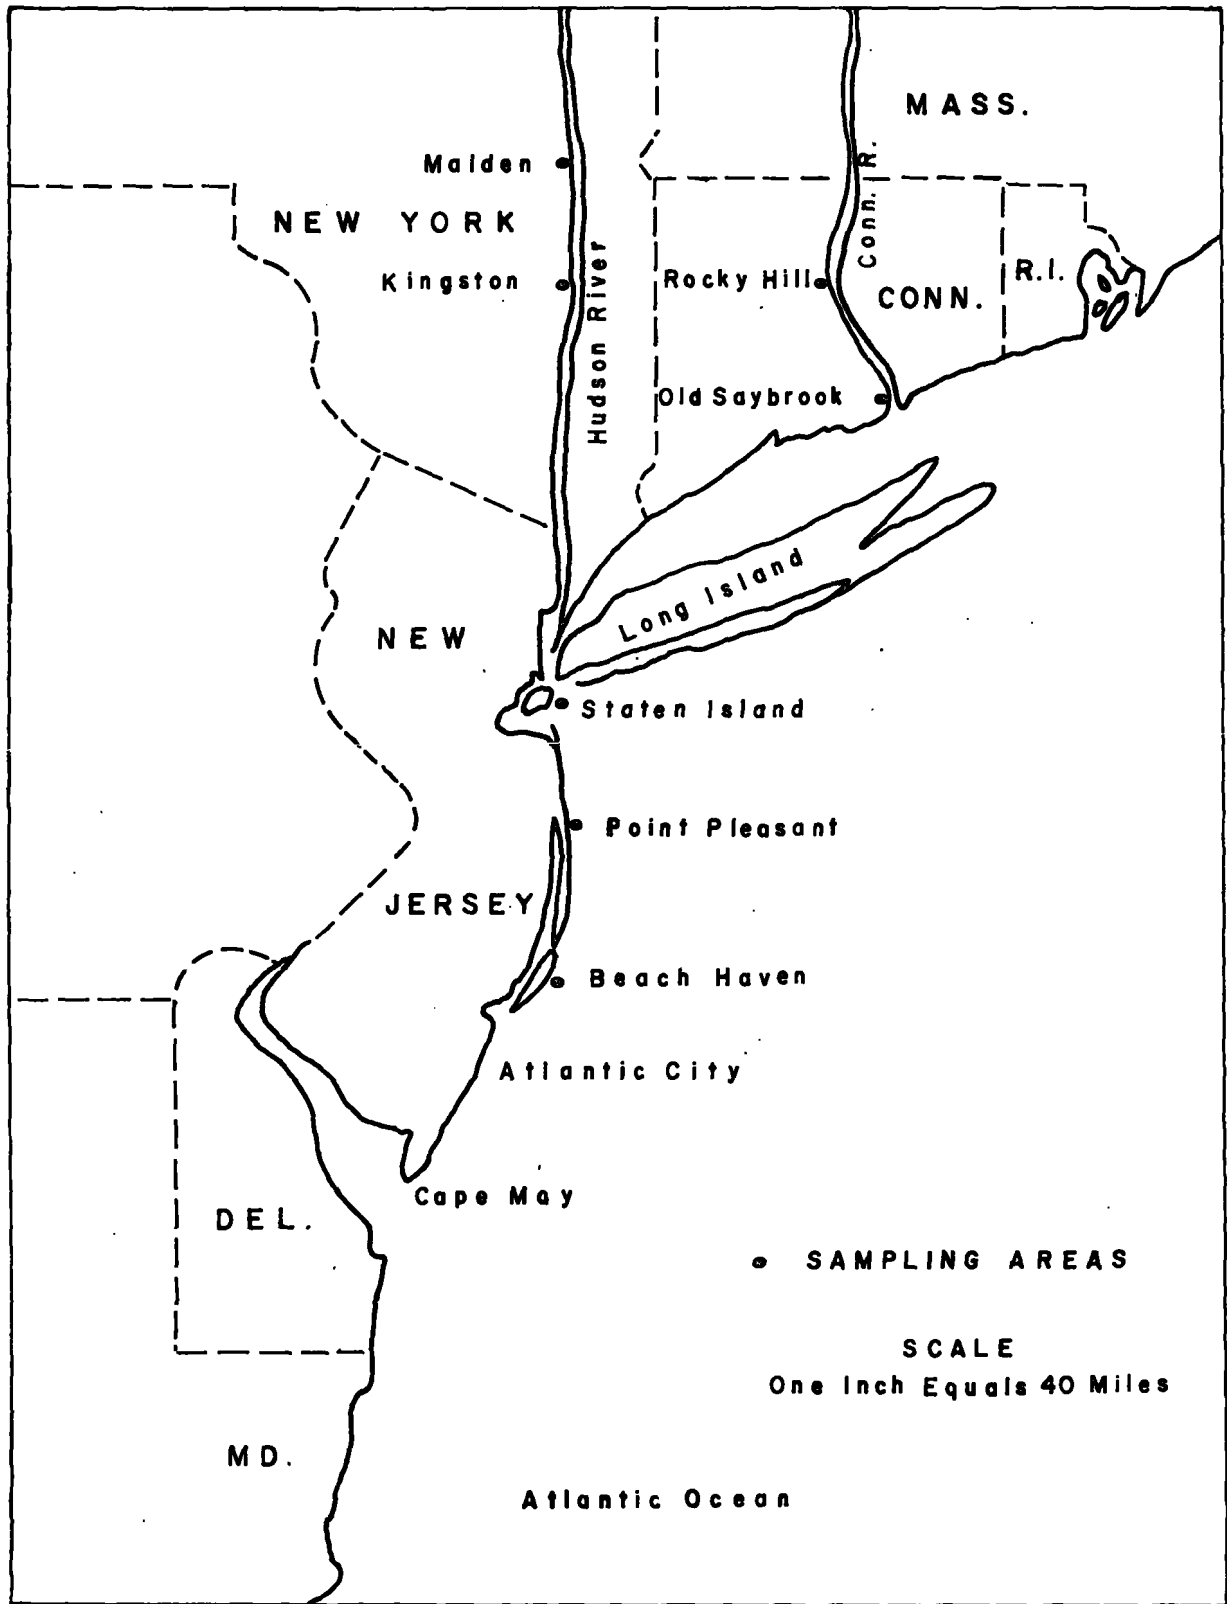 MASS.
Malden
Conn. R.
NEW YORK
Hudson River
Kingston
Rocky Hill
R.I.
CONN.
Old Saybrook
Long Island
NEW
Staten Island
Point Pleasant
JERSEY
Beach Haven
Atlantic City
Cape May
DEL.
SAMPLING AREAS
SCALE
One Inch Equals 40 Miles
MD.
Atlantic Ocean